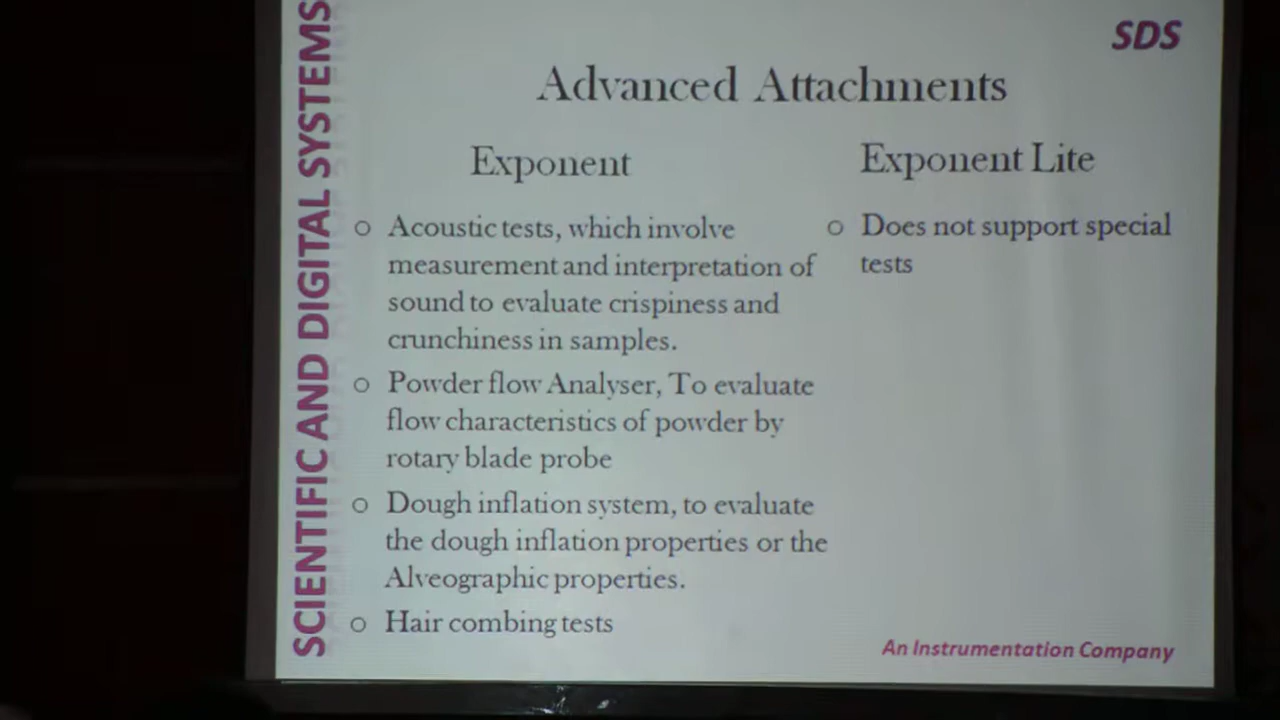 SCIENTIFIC AND DIGITAL SYSTEMS
SDS
Advanced Attachments
Exponent
○ Acoustic tests, which involve
measurement and interpretation of
sound to evaluate crispiness and
crunchiness in samples.
○ Powder flow Analyser, To evaluate
flow characteristics of powder by
rotary blade probe
○ Dough inflation system, to evaluate
the dough inflation properties or the
Alveographic properties.
○ Hair combing tests
Exponent Lite
○ Does not support special
tests
An Instrumentation Company